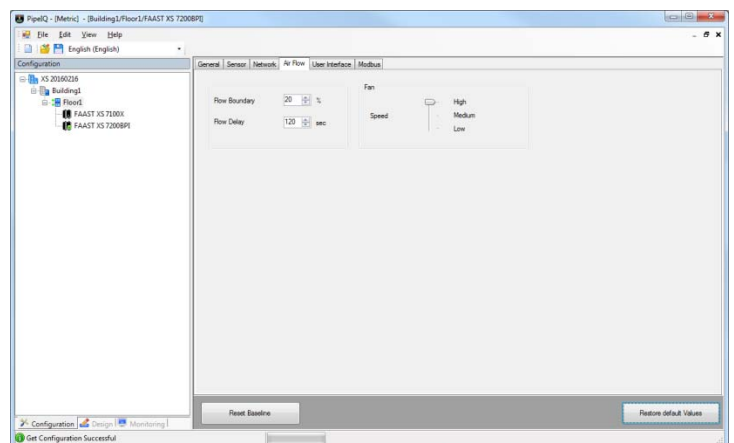 PipeIQ - [Metric] - [Building1/Floor1/FAAST XS 7200BPI]
File Edit View Help
English (English)
Configuration
General Sensor Network Air Flow User Interface Modbus
XS 20160216
Building1
Floor1
FAAST XS 7100X
FAAST XS 7200BPI
Flow Boundary 20 %
Flow Delay 120 sec
Fan
Speed
High
Medium
Low
Reset Baseline
Restore default Values
Configuration Design Monitoring
Get Configuration Successful